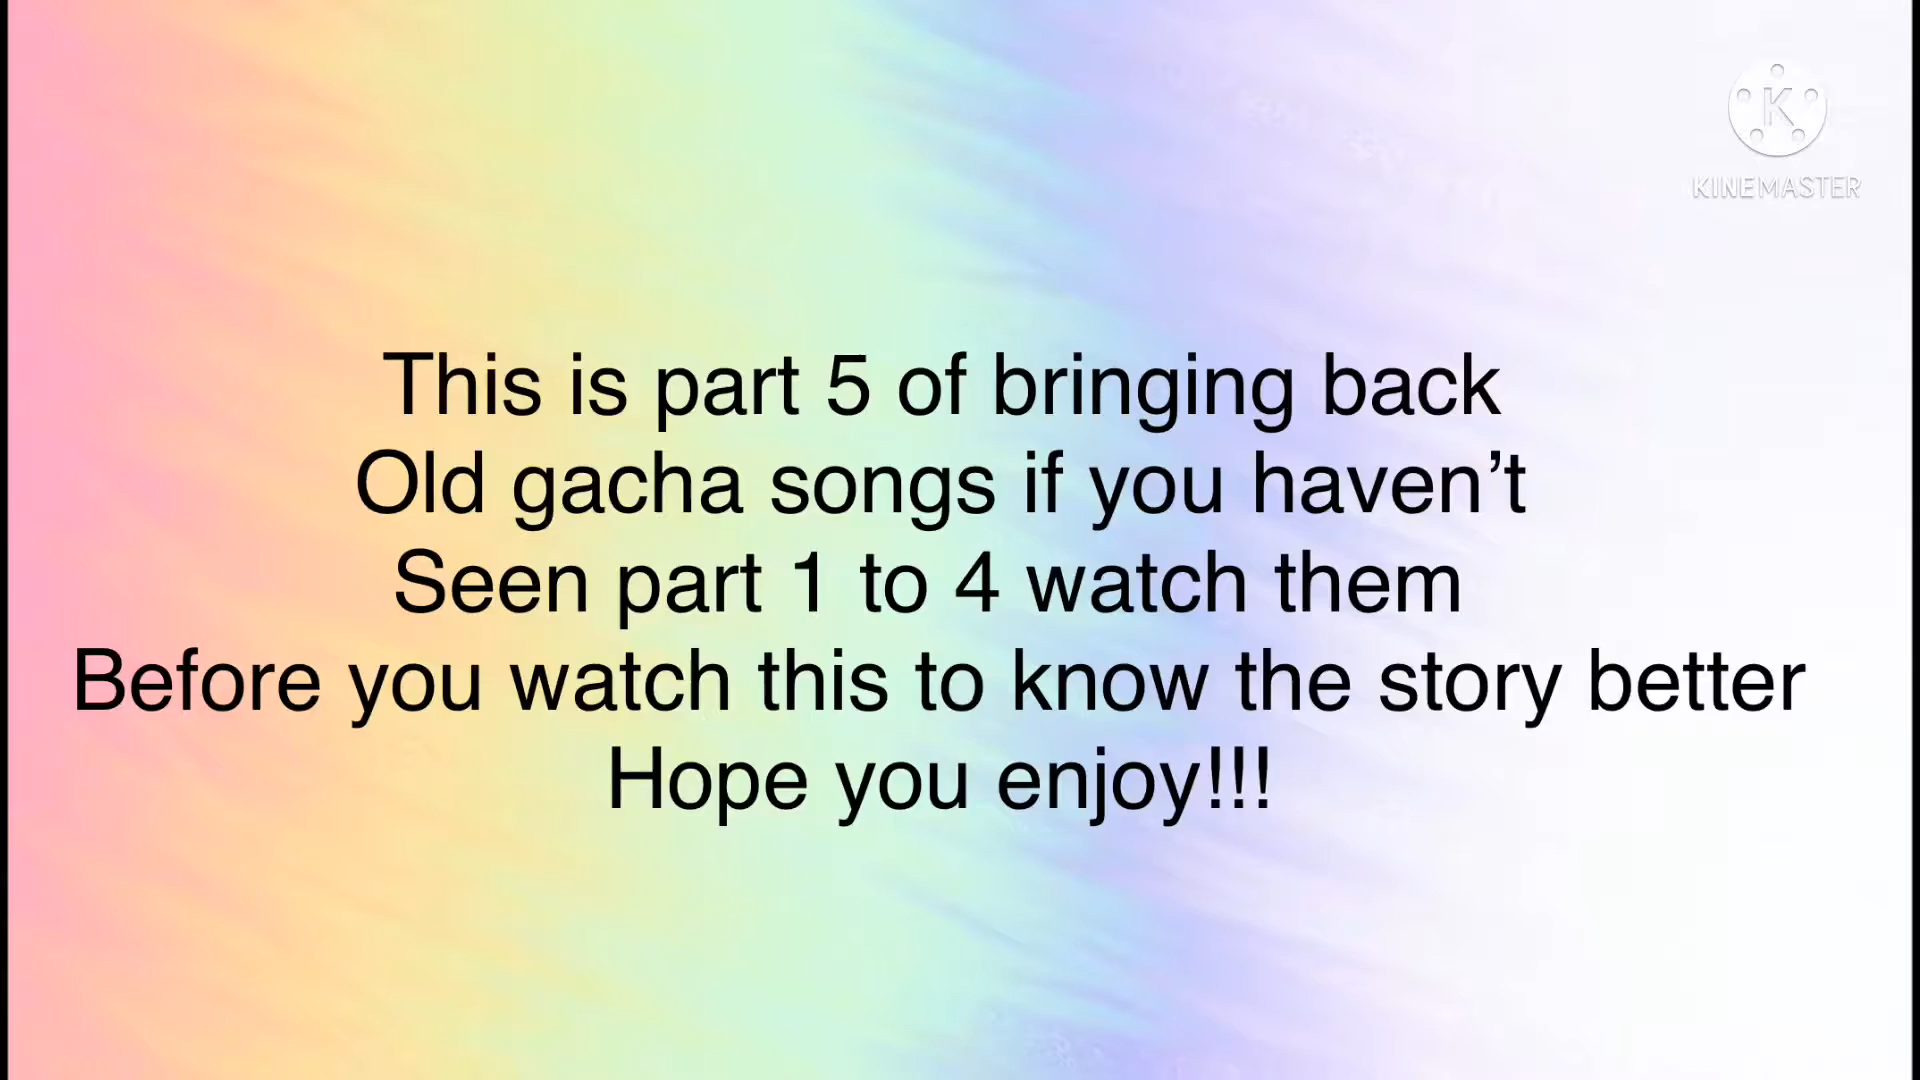 K
KINEMASTER
This is part 5 of bringing back
Old gacha songs if you haven’t
Seen part 1 to 4 watch them
Before you watch this to know the story better
Hope you enjoy!!!